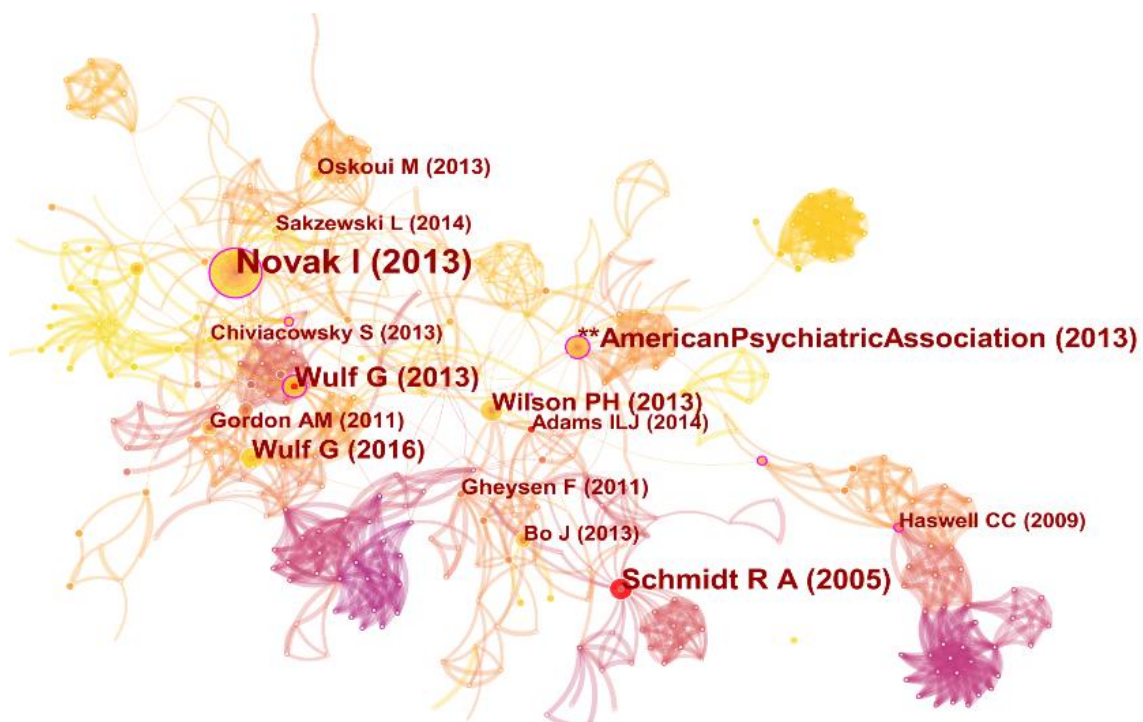 Oskoui M (2013)
Sakzewski L (2014)
Novak I (2013)
Chiviacowsky S (2013)
**AmericanPsychiatricAssociation (2013)
Wulf G (2013)
Wilson PH (2013)
Gordon AM (2011)
Adams ILJ (2014)
Wulf G (2016)
Gheysen F (2011)
Haswell CC (2009)
Bo J (2013)
Schmidt R A (2005)